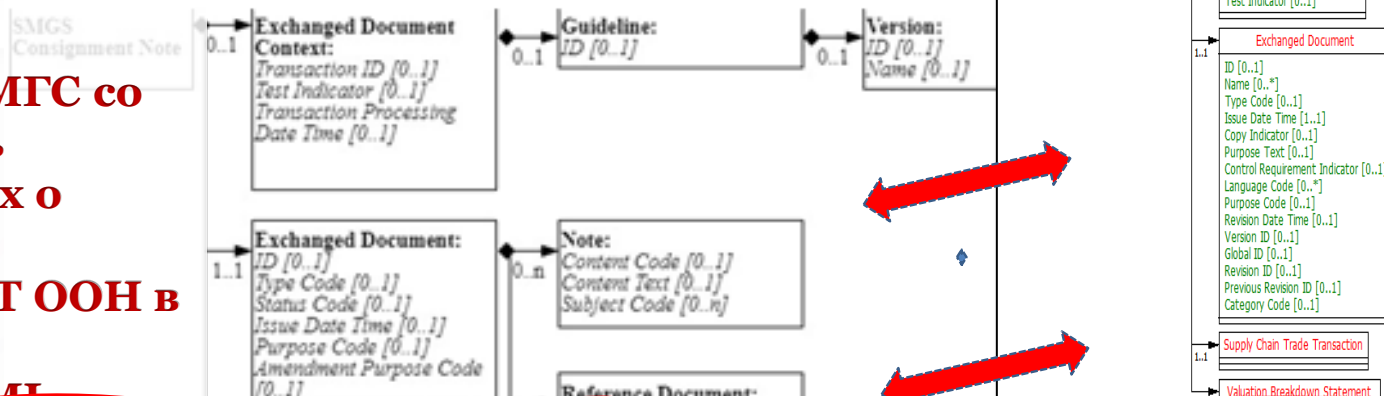 SMGS
Consignment Note
МГС со
х о
Т ООН в
0..1
Exchanged Document
Context:
Transaction ID [0..1]
Test Indicator [0..1]
Transaction Processing
Date Time [0..1]
0..1
Guideline:
ID [0..1]
0..1
Version:
ID [0..1]
Name [0..1]
1..1
Exchanged Document:
ID [0..1]
Type Code [0..1]
Status Code [0..1]
Issue Date Time [0..1]
Purpose Code [0..1]
Amendment Purpose Code
[0..1]
0..n
Note:
Content Code [0..1]
Content Text [0..1]
Subject Code [0..n]
Reference Document:
Test Indicator [0..1]
1..1
Exchanged Document
ID [0..1]
Name [0..*]
Type Code [0..1]
Issue Date Time [1..1]
Copy Indicator [0..1]
Purpose Text [0..1]
Control Requirement Indicator [0..1]
Language Code [0..*]
Purpose Code [0..1]
Revision Date Time [0..1]
Version ID [0..1]
Global ID [0..1]
Revision ID [0..1]
Previous Revision ID [0..1]
Category Code [0..1]
1..1
Supply Chain Trade Transaction
Valuation Breakdown Statement